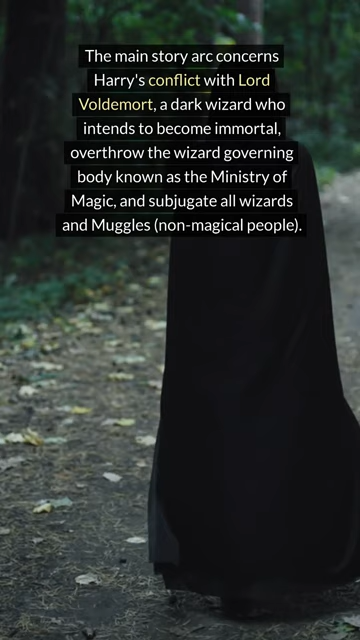 The main story arc concerns
Harry's conflict with Lord
Voldemort, a dark wizard who
intends to become immortal,
overthrow the wizard governing
body known as the Ministry of
Magic, and subjugate all wizards
and Muggles (non-magical people).